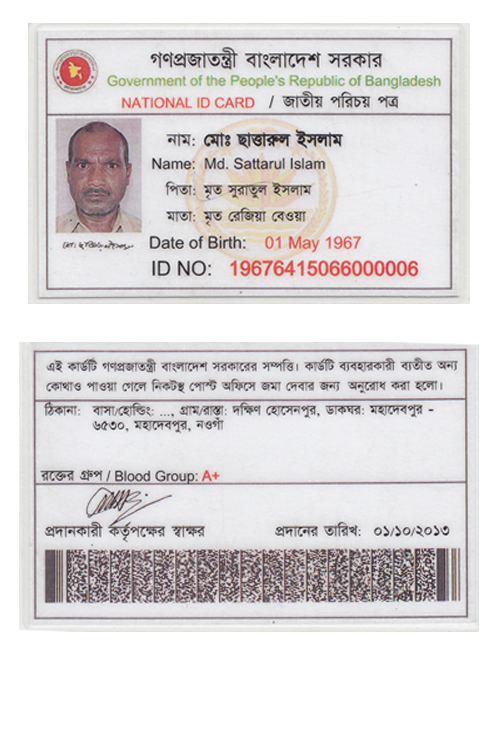 গণপ্রজাতন্ত্রী বাংলাদেশ সরকার
Government of the People's Republic of Bangladesh
NATIONAL ID CARD / জাতীয় পরিচয় পত্র
নাম: মোঃ ছাত্তারুল ইসলাম
Name: Md. Sattarul Islam
পিতা: মৃত সুরাতুল ইসলাম
মাতা: মৃত রেজিয়া বেওয়া
Date of Birth: 01 May 1967
ID NO: 19676415066000006
এই কার্ডটি গণপ্রজাতন্ত্রী বাংলাদেশ সরকারের সম্পত্তি। কার্ডটি ব্যবহারকারী ব্যতীত অন্য
কোথাও পাওয়া গেলে নিকটস্থ পোস্ট অফিসে জমা দেবার জন্য অনুরোধ করা হলো।
ঠিকানা: বাসা/হোল্ডিং: ..., গ্রাম/রাস্তা: দক্ষিণ হোসেনপুর, ডাকঘর: মহাদেবপুর -
৬৫৩০, মহাদেবপুর, নওগাঁ
রক্তের গ্রুপ / Blood Group: A+
প্রদানকারী কর্তৃপক্ষের স্বাক্ষর প্রদানের তারিখ: ০১/১০/২০১৩